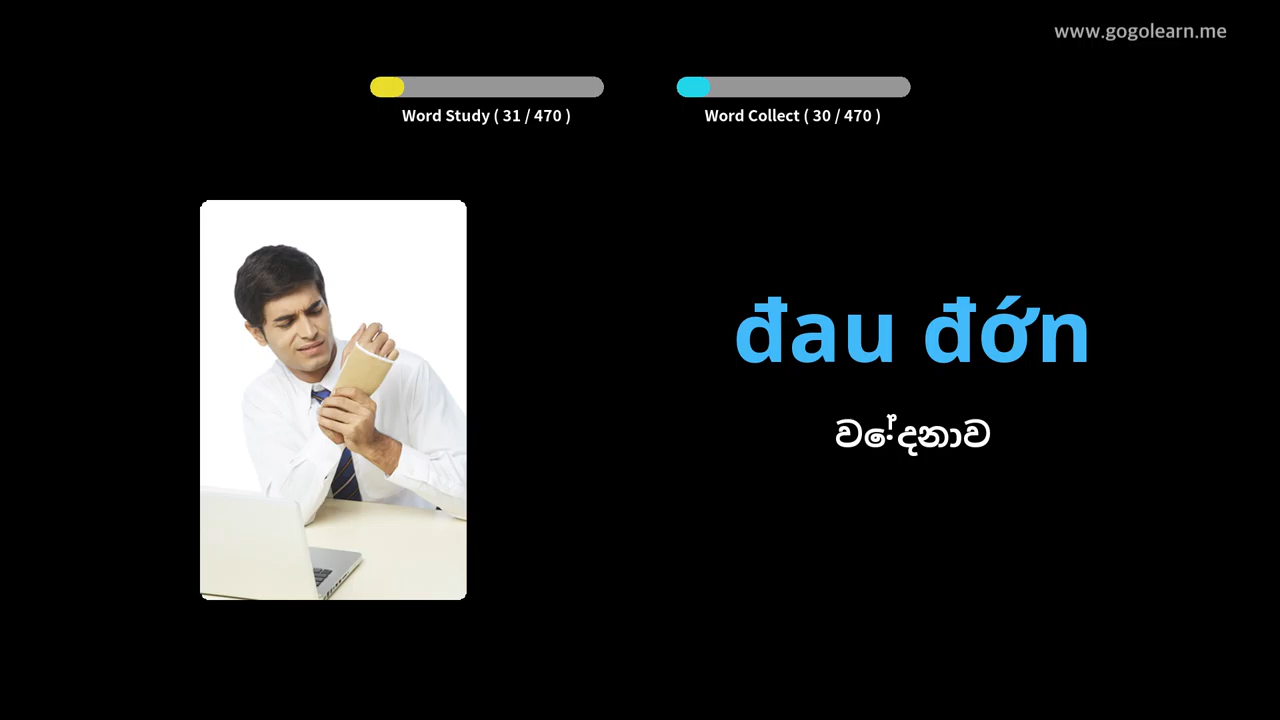 www.gogolearn.me
Word Study ( 31 / 470 )
Word Collect ( 30 / 470 )
đau đớn
වේදනාව